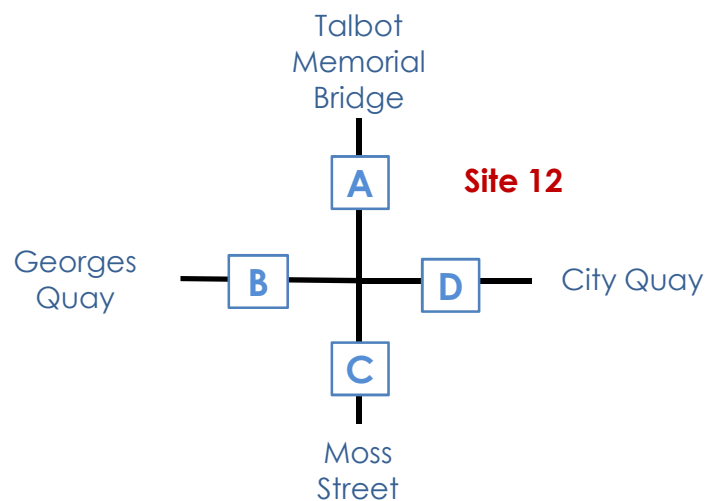 Talbot
Memorial
Bridge
A
Site 12
Georges
Quay
B
D
City Quay
C
Moss
Street